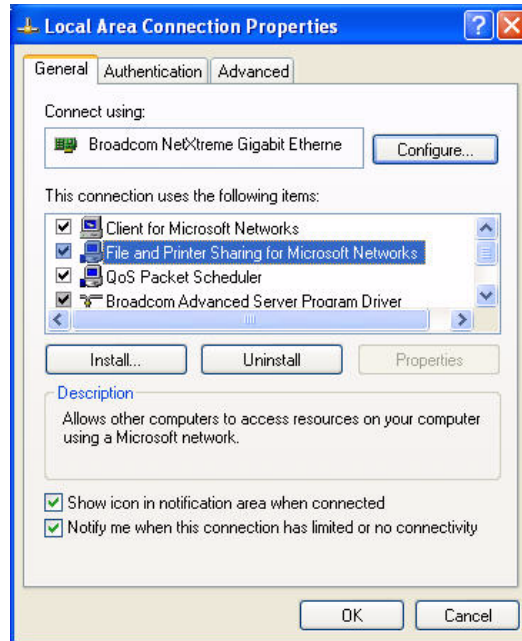 Local Area Connection Properties
General Authentication Advanced
Connect using:
Broadcom NetXtreme Gigabit Etherne Configure...
This connection uses the following items:
Client for Microsoft Networks
File and Printer Sharing for Microsoft Networks
QoS Packet Scheduler
Broadcom Advanced Server Program Driver
Install... Uninstall Properties
Description
Allows other computers to access resources on your computer
using a Microsoft network.
Show icon in notification area when connected
Notify me when this connection has limited or no connectivity
OK Cancel